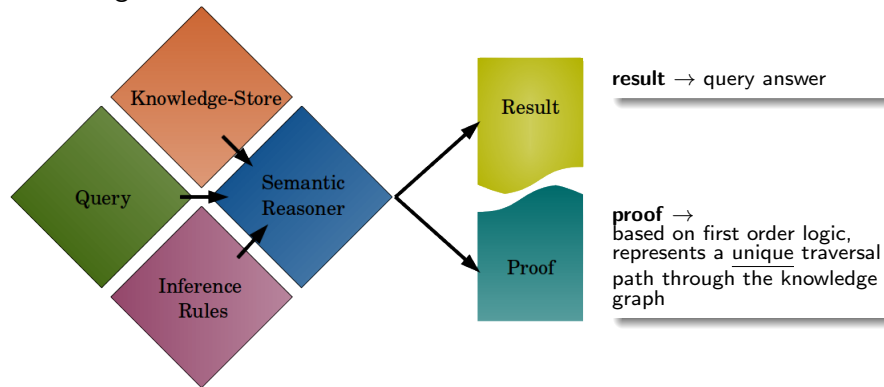 Knowledge-Store
Query
Semantic
Reasoner
Inference
Rules
Result
Proof
result → query answer
proof →
based on first order logic,
represents a unique traversal
path through the knowledge
graph